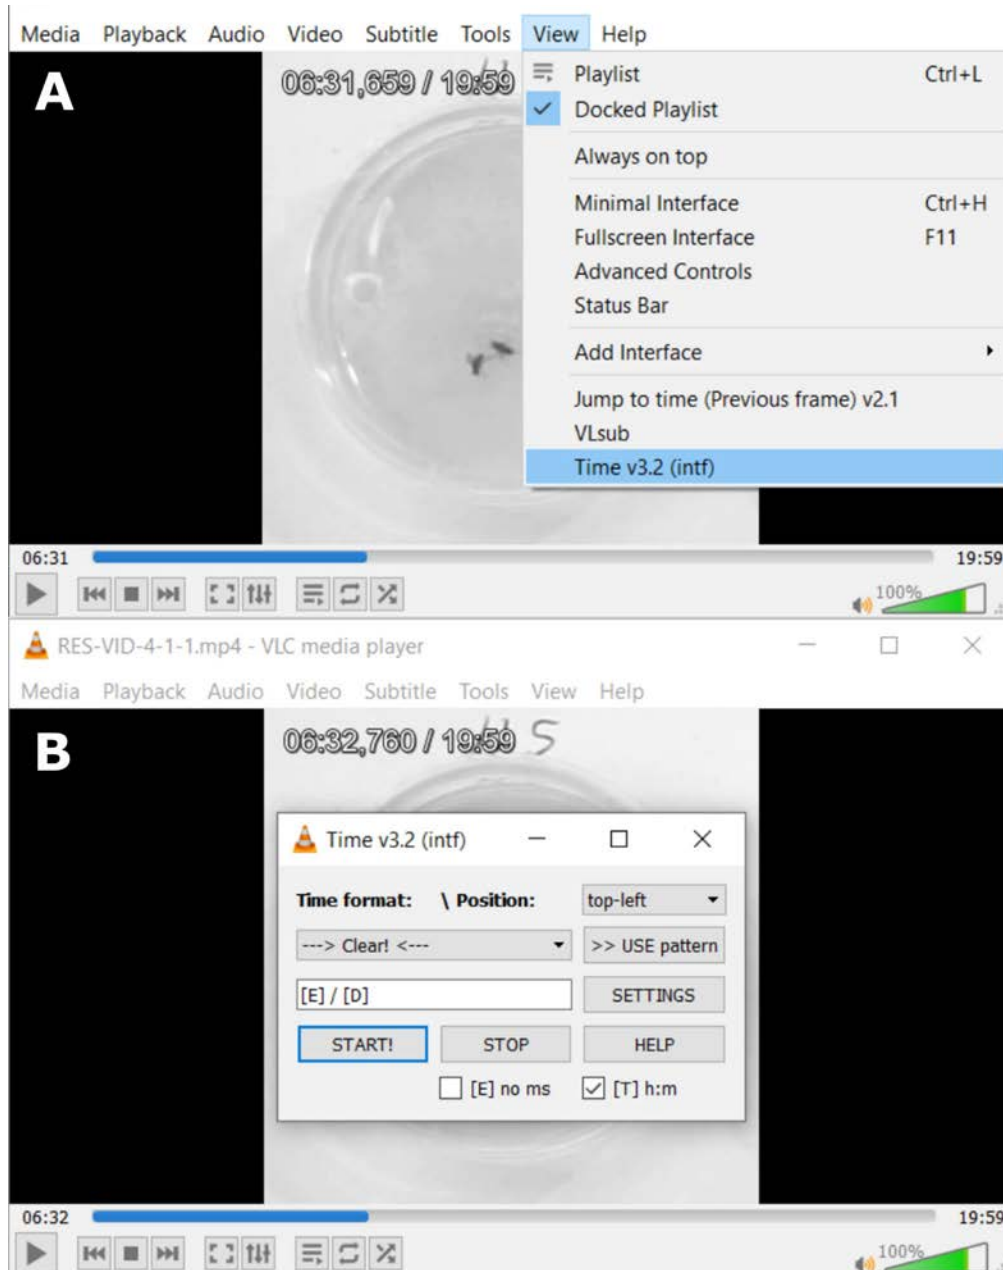 Media Playback Audio Video Subtitle Tools View Help
A
06:31,659 / 19:59
Playlist Ctrl+L
Docked Playlist
Always on top
Minimal Interface Ctrl+H
Fullscreen Interface F11
Advanced Controls
Status Bar
Add Interface
Jump to time (Previous frame) v2.1
VLsub
Time v3.2 (intf)
06:31 19:59
100%
RES-VID-4-1-1.mp4 - VLC media player
Media Playback Audio Video Subtitle Tools View Help
B
06:32,760 / 19:59 5
Time v3.2 (intf)
Time format: \ Position: top-left
---> Clear! <--- >> USE pattern
[E] / [D] SETTINGS
START! STOP HELP
[E] no ms [T] h:m
06:32 19:59
100%